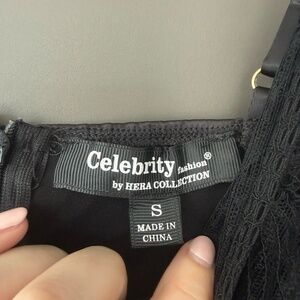 Celebrity fashion®
by HERA COLLECTION
S
MADE IN
CHINA